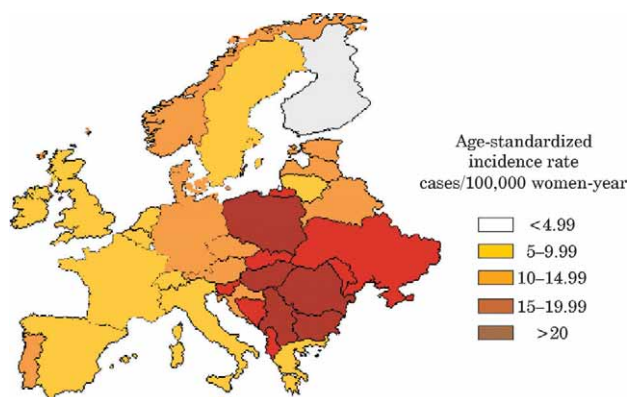 Age-standardized
incidence rate
cases/100,000 women-year
<4.99
5–9.99
10–14.99
15–19.99
>20